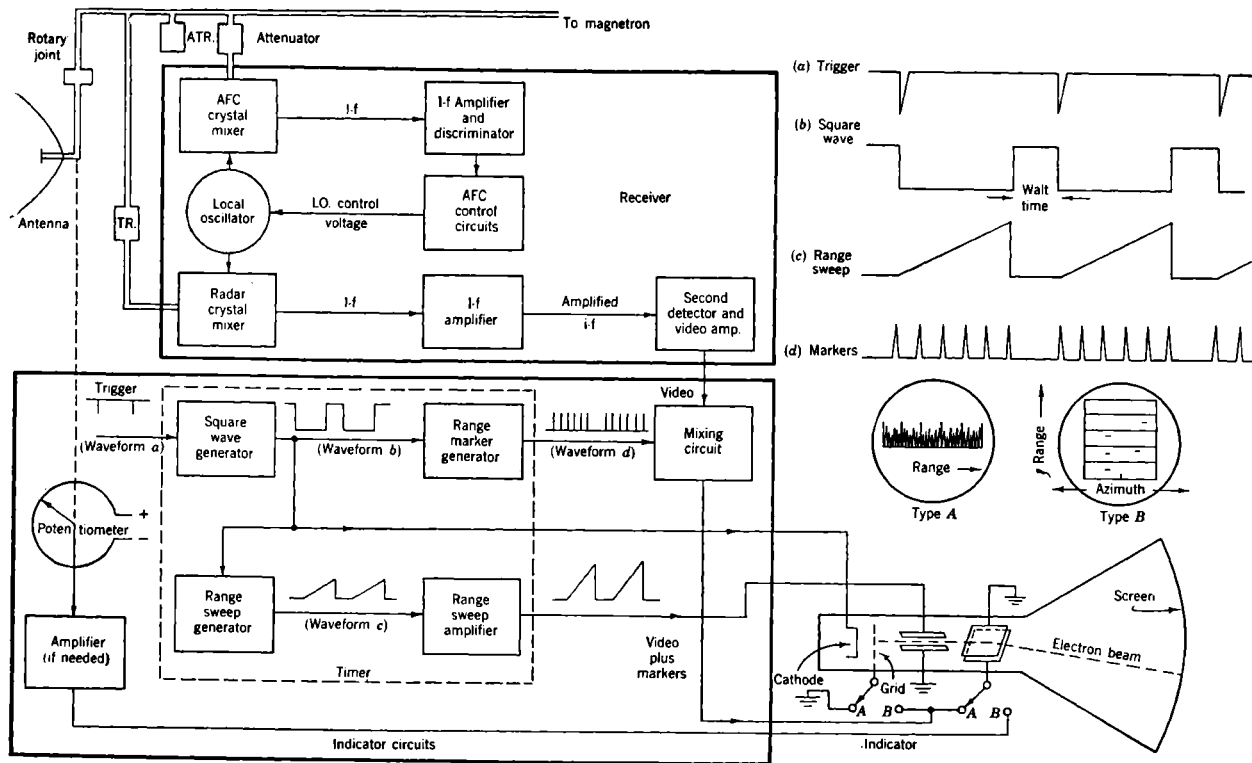 To magnetron
Rotary
joint
ATR.
Attenuator
AFC
crystal
mixer
I-f
I-f Amplifier
and
discriminator
Receiver
Local
oscillator
L.O. control
voltage
AFC
control
circuits
Antenna
TR.
Radar
crystal
mixer
I-f
I-f
amplifier
Amplified
i-f
Second
detector and
video amp.
(a) Trigger
(b) Square
wave
Wait
time
(c) Range
sweep
(d) Markers
Range
Type A
Range
Azimuth
Type B
Trigger
(Waveform a)
Square
wave
generator
(Waveform b)
Range
marker
generator
(Waveform d)
Video
Mixing
circuit
Potentiometer
+
−
Range
sweep
generator
(Waveform c)
Range
sweep
amplifier
Timer
Video
plus
markers
Amplifier
(if needed)
Indicator circuits
Screen
Electron beam
Cathode
Grid
A
B
A
B
Indicator